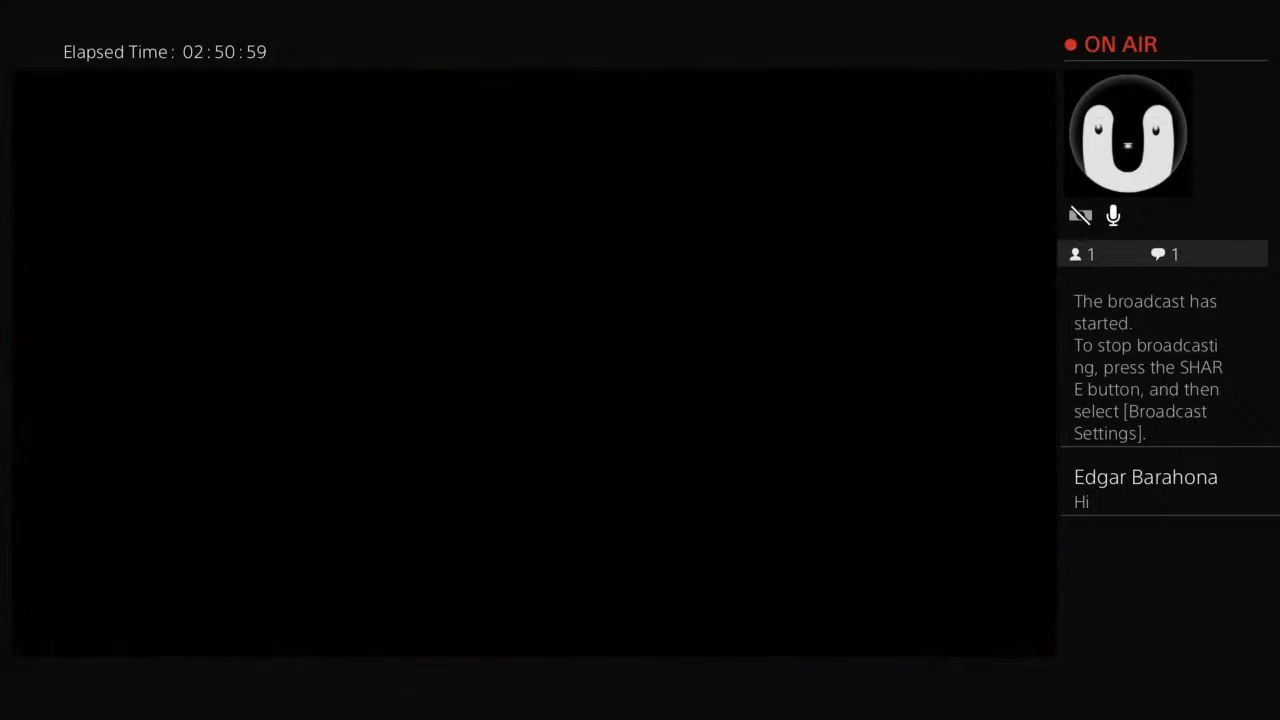 Elapsed Time: 02:50:59
ON AIR
1 1
The broadcast has
started.
To stop broadcasti
ng, press the SHAR
E button, and then
select [Broadcast
Settings].
Edgar Barahona
Hi